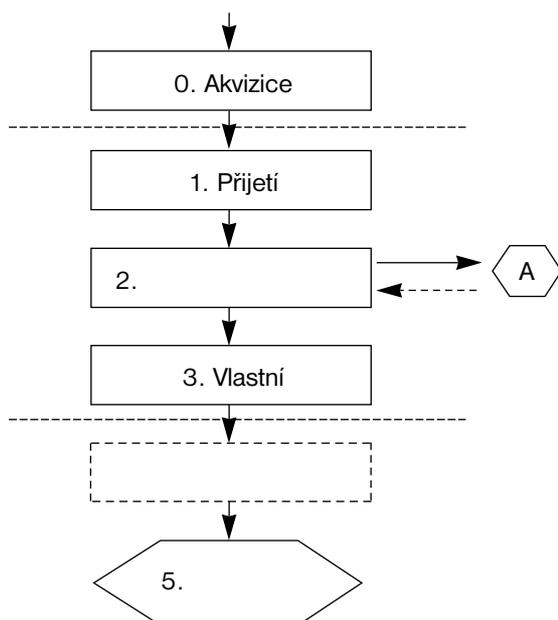 0. Akvizice
1. Přijetí
2.
A
3. Vlastní
5.